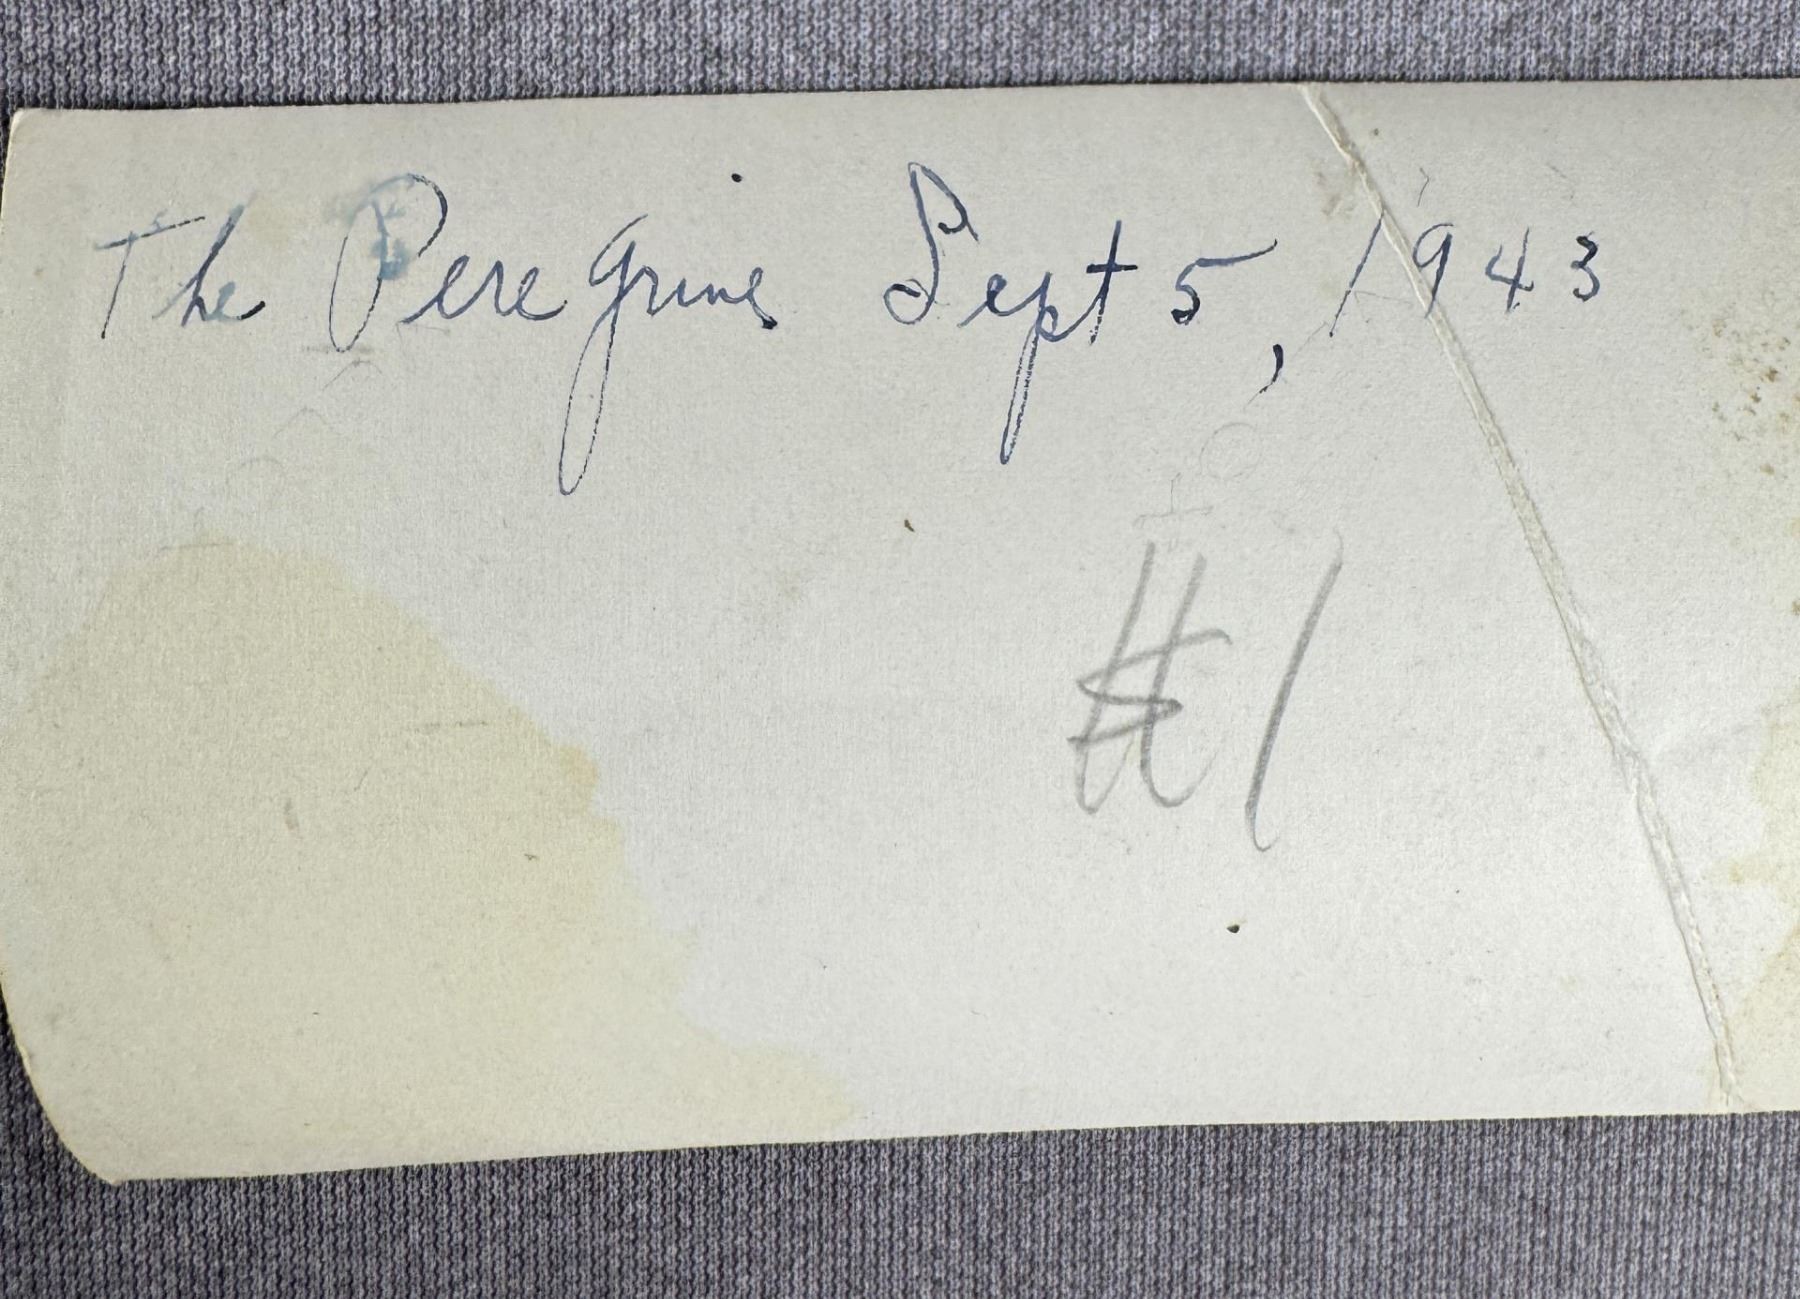 The Peregrine Sept 5, 1943
#1